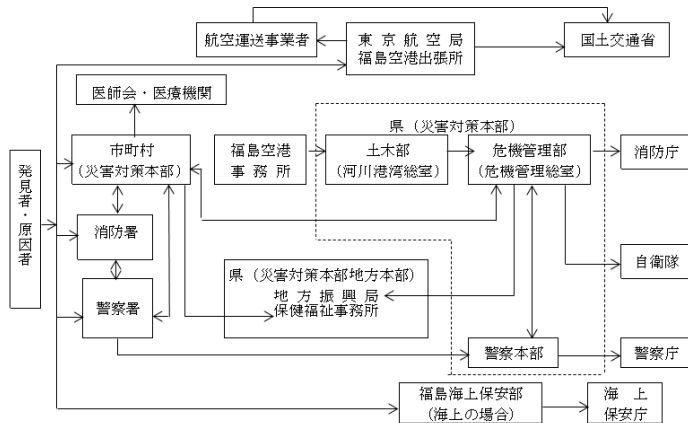 航空運送事業者
東京航空局
福島空港出張所
国土交通省
医師会・医療機関
県（災害対策本部）
市町村
（災害対策本部）
福島空港
事務所
土木部
（河川港湾総室）
危機管理部
（危機管理総室）
消防庁
発見者・原因者
消防署
自衛隊
県（災害対策本部地方本部）
地方振興局
保健福祉事務所
警察署
警察本部
警察庁
福島海上保安部
（海上の場合）
海上
保安庁